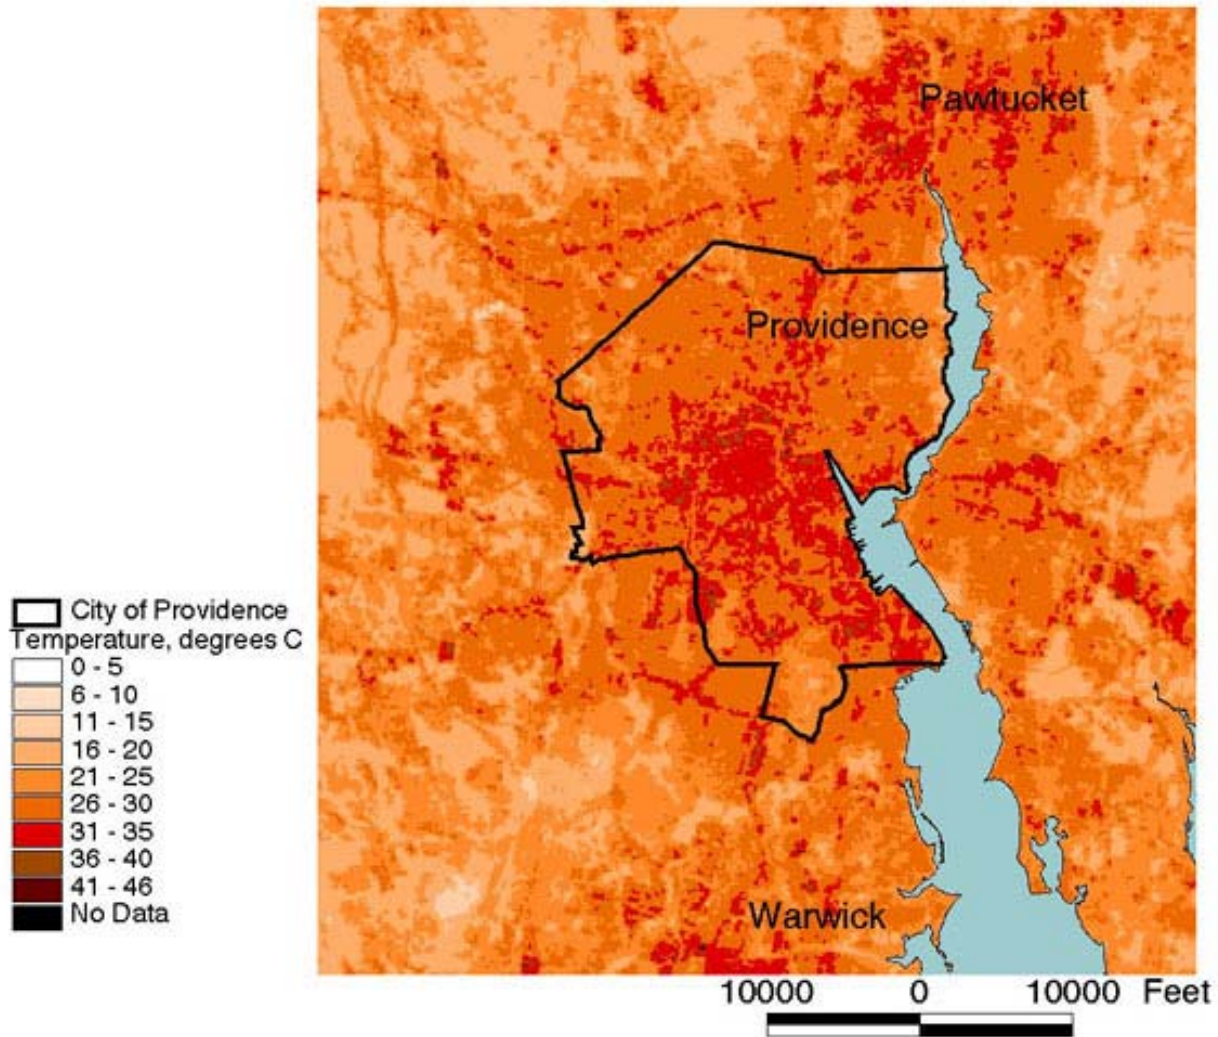 Pawtucket
Providence
City of Providence
Temperature, degrees C
0 - 5
6 - 10
11 - 15
16 - 20
21 - 25
26 - 30
31 - 35
36 - 40
41 - 46
No Data
Warwick
10000 0 10000 Feet